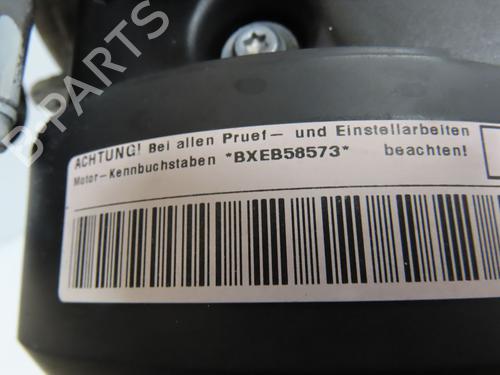 ACHTUNG! Bei allen Pruef— und Einstellarbeiten
Motor—Kennbuchstaben *BXEB58573* beachten!
B-PARTS